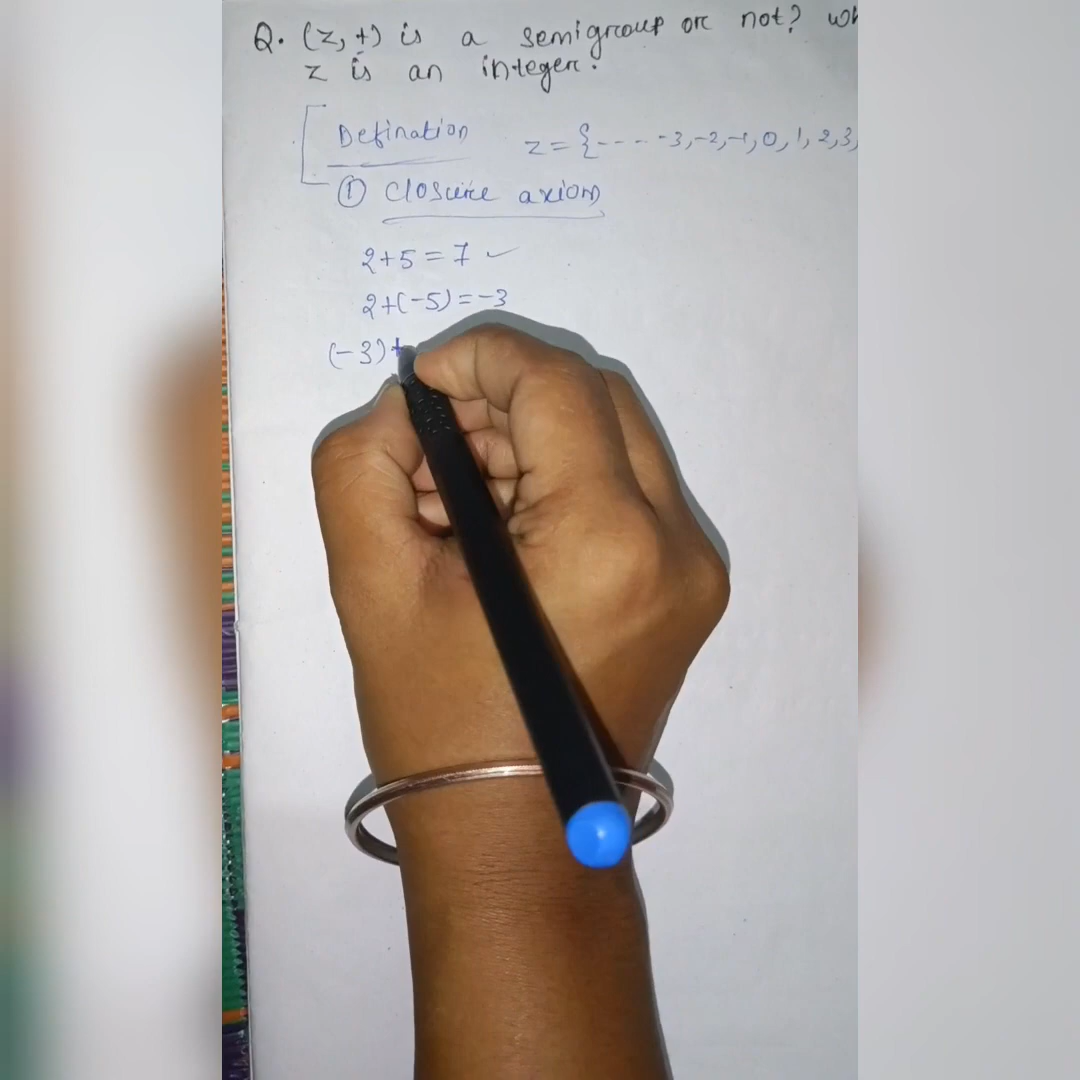 Q. (Z, +) is a semigroup or not? wh
Z is an integer.
Defination
Z = {---- -3, -2, -1, 0, 1, 2, 3,
① Closure axiom
2+5 = 7 ✓
2+(-5) = -3
(-3)+